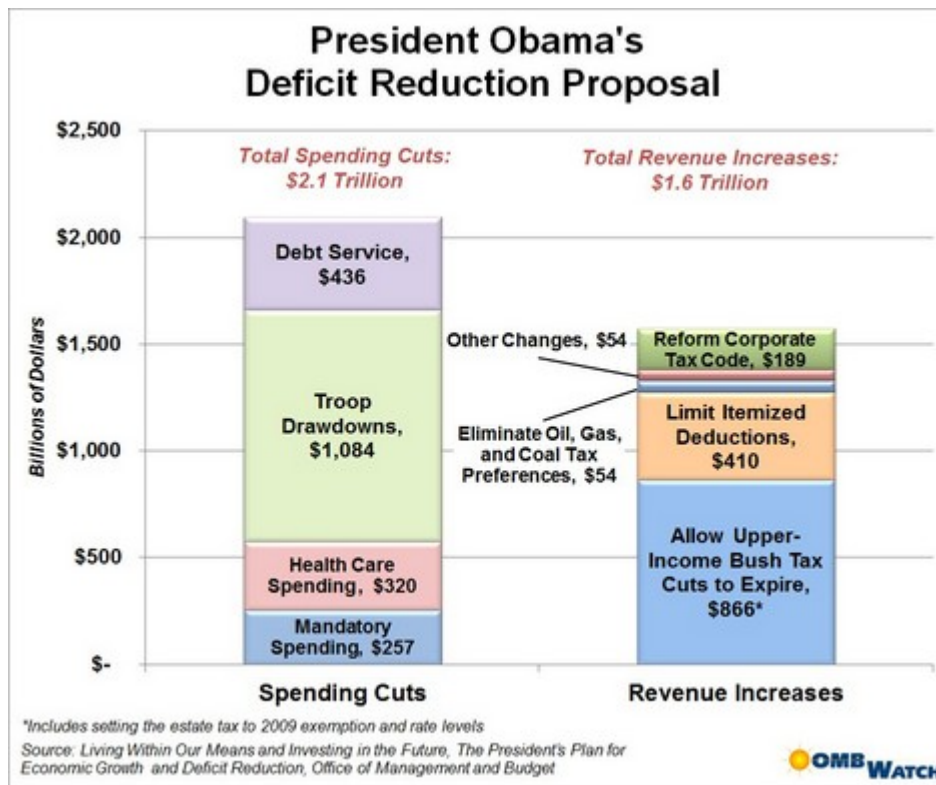 President Obama's
Deficit Reduction Proposal
$2,500
$2,000
$1,500
$1,000
$500
$-
Billions of Dollars
Total Spending Cuts:
$2.1 Trillion
Total Revenue Increases:
$1.6 Trillion
Debt Service,
$436
Troop
Drawdowns,
$1,084
Health Care
Spending, $320
Mandatory
Spending, $257
Other Changes, $54
Eliminate Oil, Gas,
and Coal Tax
Preferences, $54
Reform Corporate
Tax Code, $189
Limit Itemized
Deductions,
$410
Allow Upper-
Income Bush Tax
Cuts to Expire,
$866*
Spending Cuts
Revenue Increases
*Includes setting the estate tax to 2009 exemption and rate levels
Source: Living Within Our Means and Investing in the Future, The President's Plan for
Economic Growth and Deficit Reduction, Office of Management and Budget
OMB WATCH